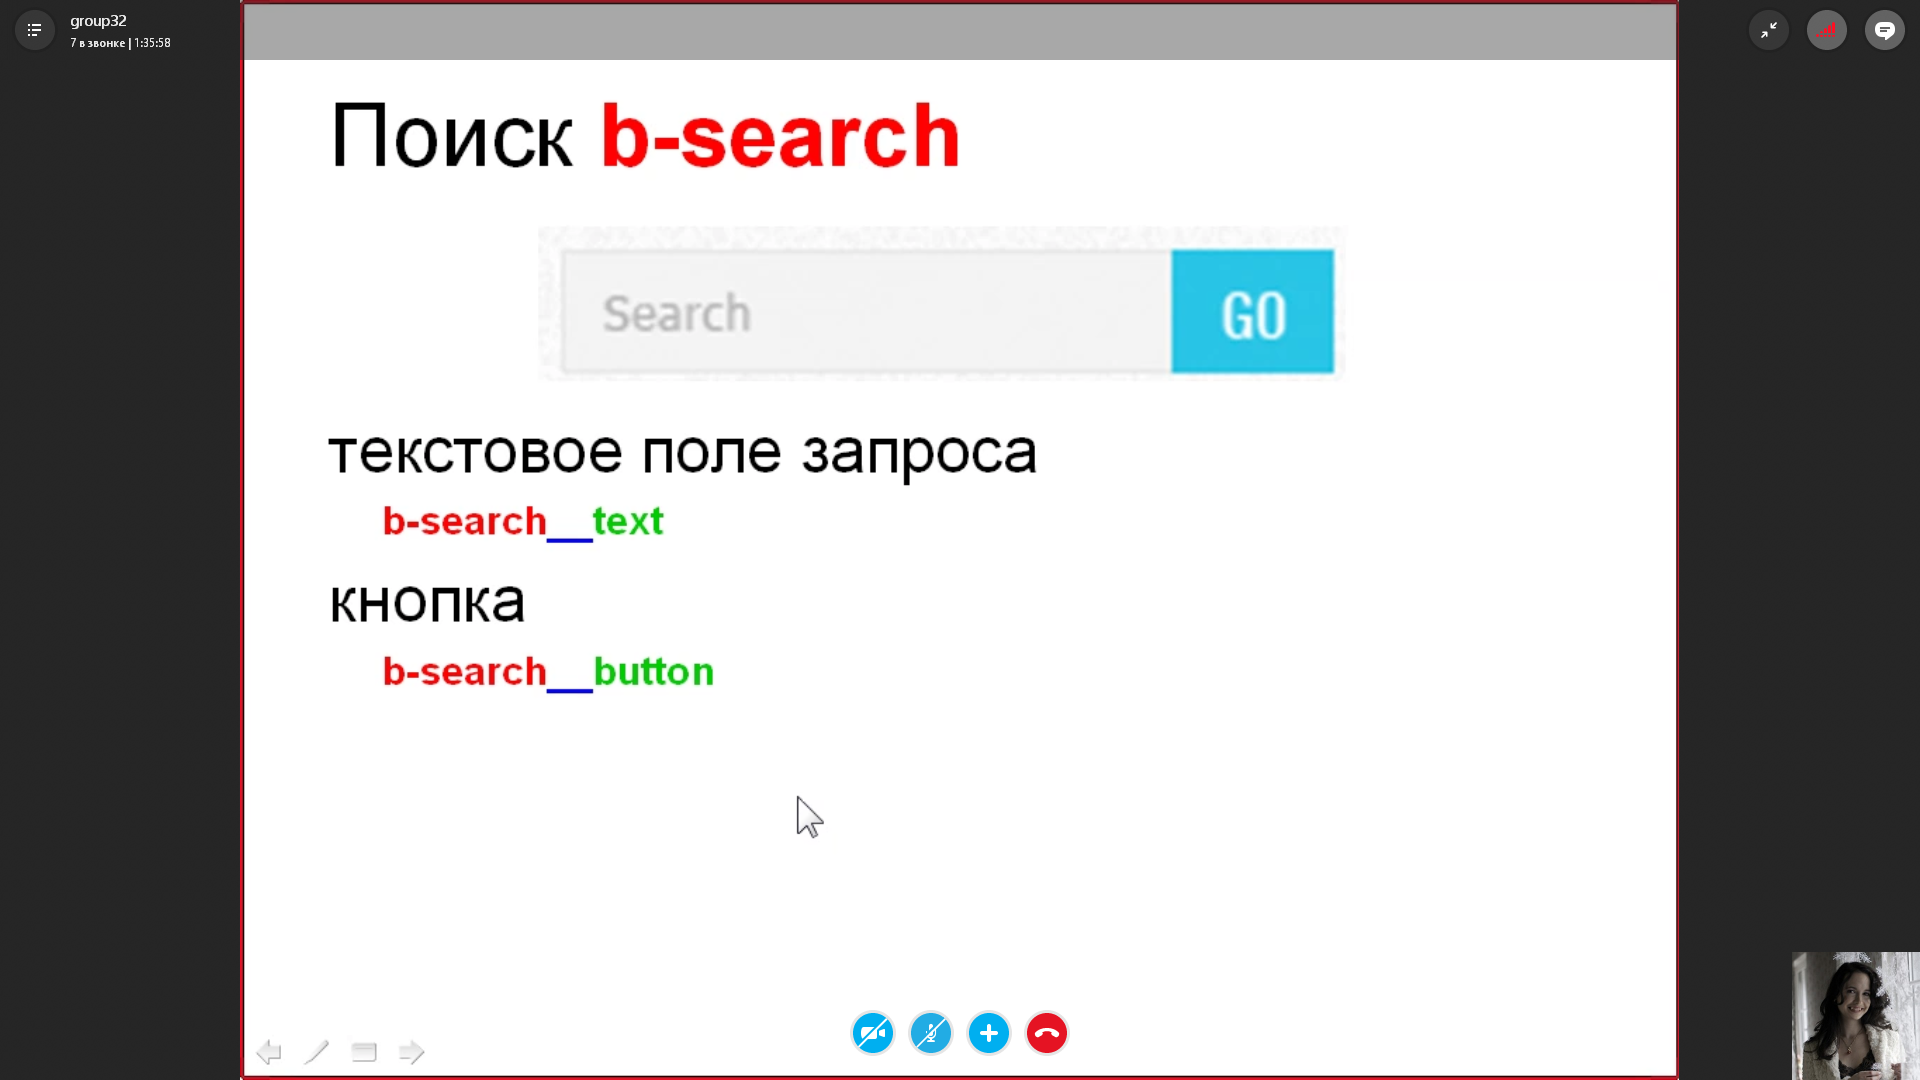 group32
7 в звонке | 1:35:58
Поиск b-search
Search GO
текстовое поле запроса
b-search__text
кнопка
b-search__button